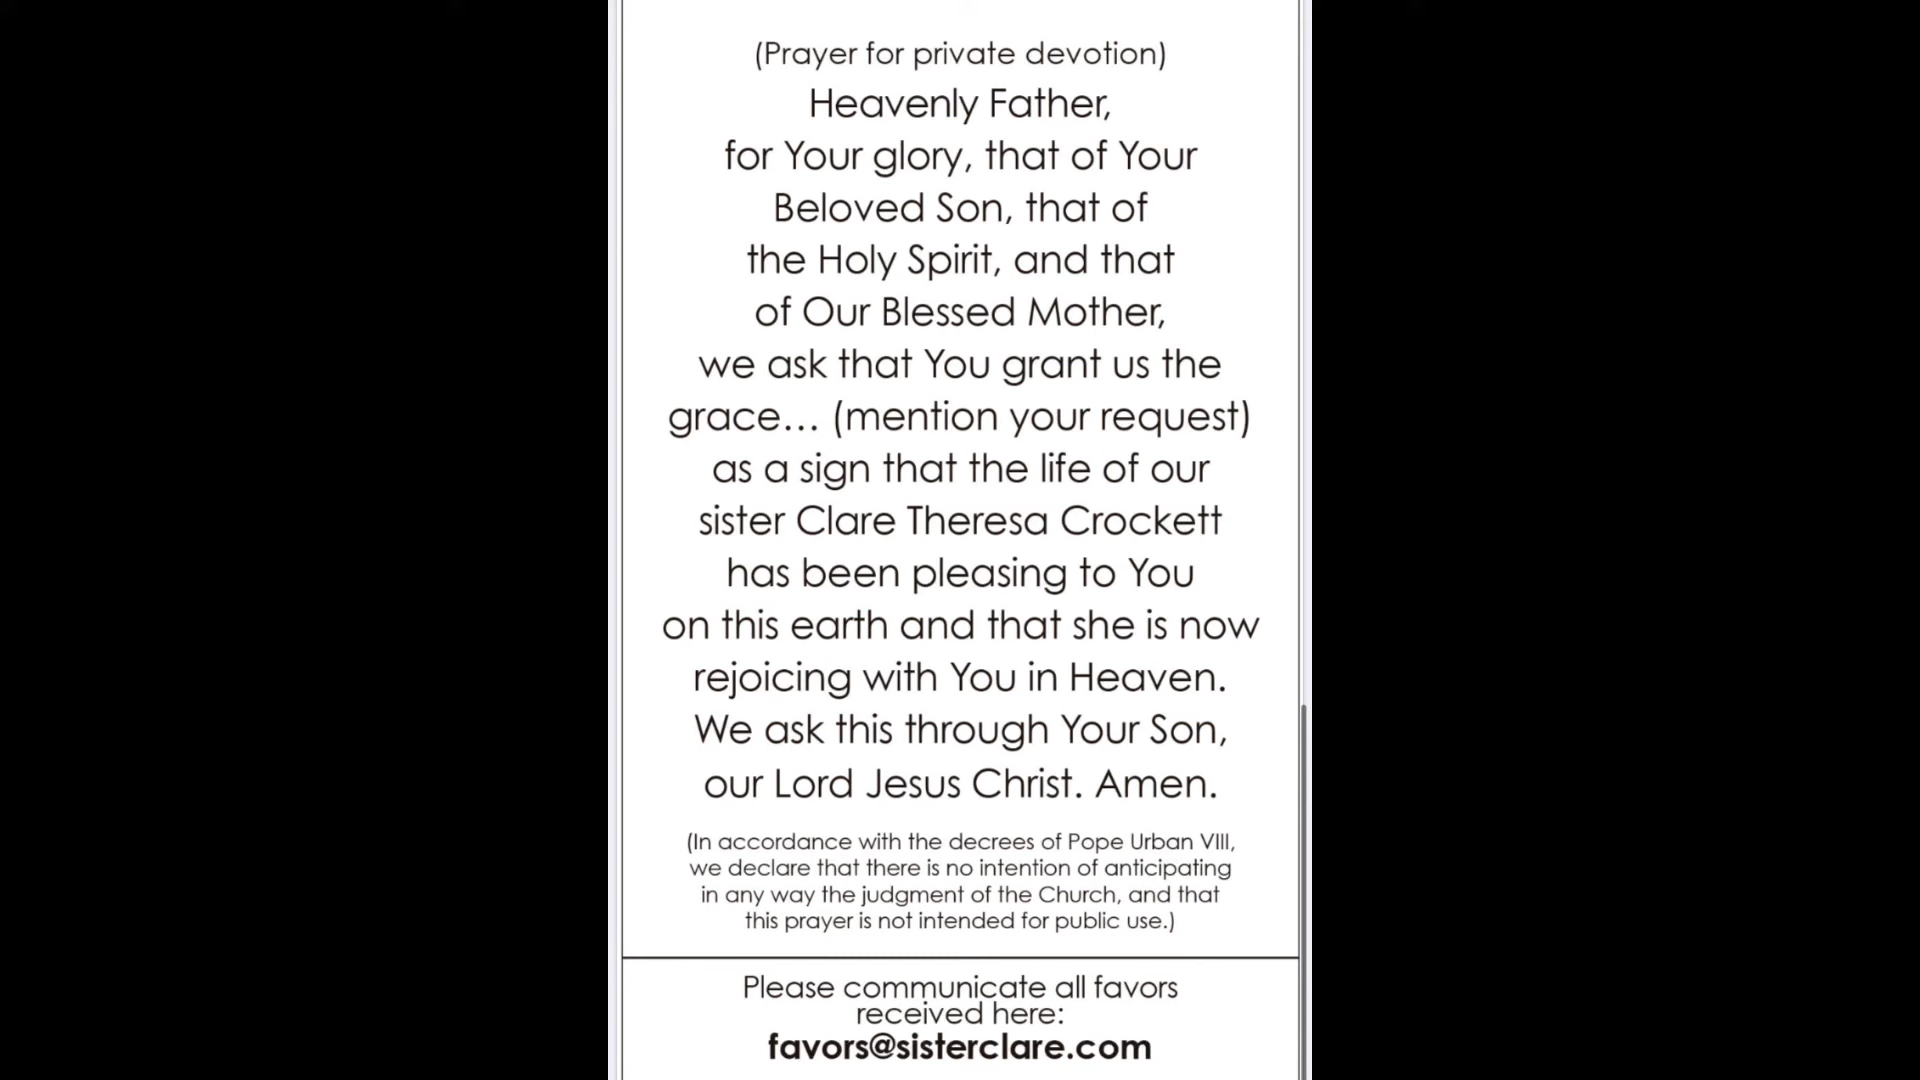 (Prayer for private devotion)
Heavenly Father,
for Your glory, that of Your
Beloved Son, that of
the Holy Spirit, and that
of Our Blessed Mother,
we ask that You grant us the
grace... (mention your request)
as a sign that the life of our
sister Clare Theresa Crockett
has been pleasing to You
on this earth and that she is now
rejoicing with You in Heaven.
We ask this through Your Son,
our Lord Jesus Christ. Amen.
(In accordance with the decrees of Pope Urban VIII,
we declare that there is no intention of anticipating
in any way the judgment of the Church, and that
this prayer is not intended for public use.)
Please communicate all favors
received here:
favors@sisterclare.com